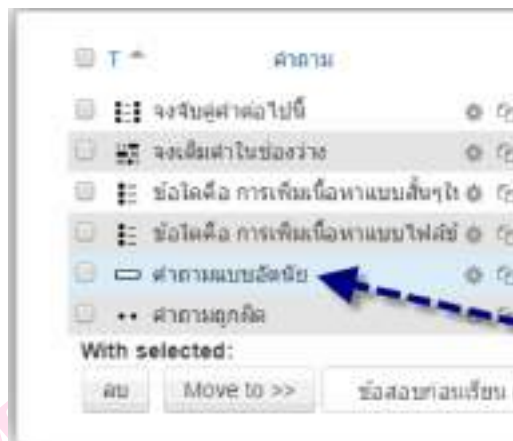 T คำถาม
จงจับคู่คำต่อไปนี้
จงเติมคำในช่องว่าง
ข้อใดคือ การเพิ่มเนื้อหาแบบสั้นๆใน
ข้อใดคือ การเพิ่มเนื้อหาแบบไฟล์ข้
คำถามแบบอัตนัย
คำถามถูกผิด
With selected:
ลบ Move to >> ข้อสอบก่อนเรียน